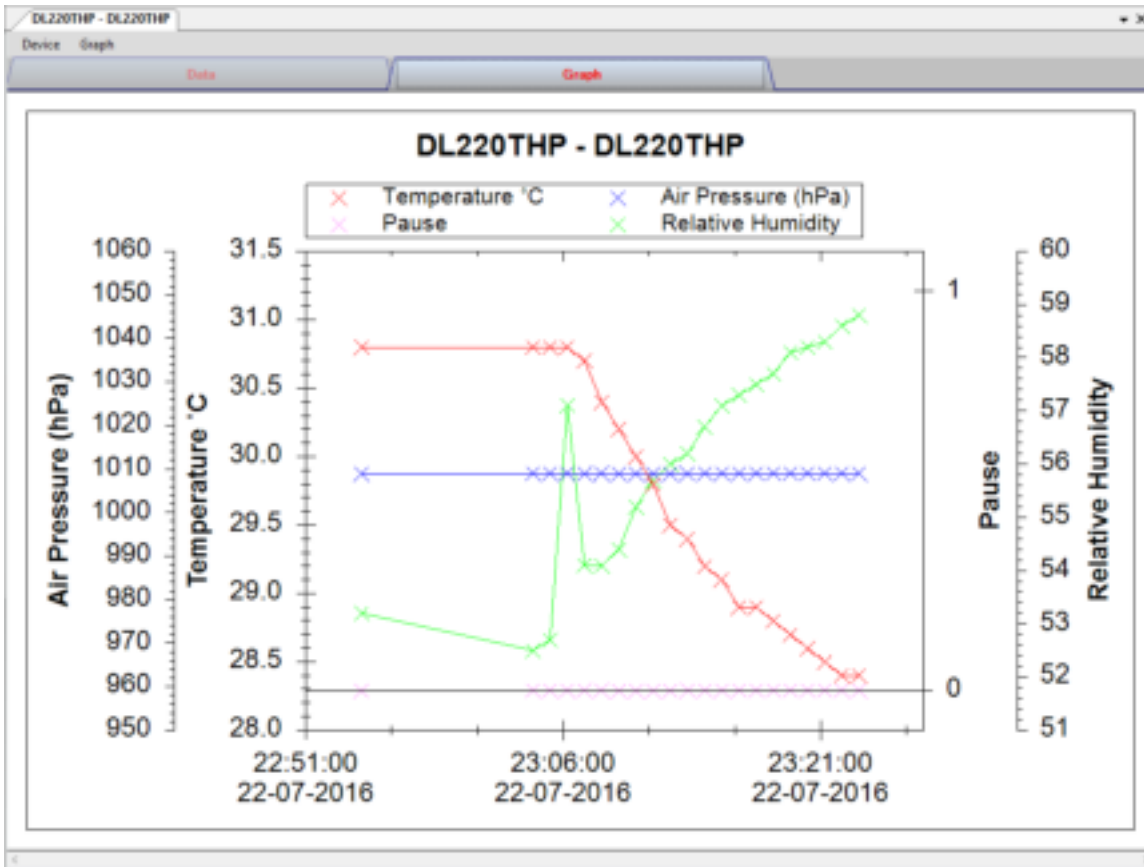 DL220THP - DL220THP
Device Graph
Data Graph
DL220THP - DL220THP
Temperature °C Air Pressure (hPa)
Pause Relative Humidity
Air Pressure (hPa)
1060
1050
1040
1030
1020
1010
1000
990
980
970
960
950
Temperature °C
31.5
31.0
30.5
30.0
29.5
29.0
28.5
28.0
1
0
Pause
60
59
58
57
56
55
54
53
52
51
Relative Humidity
22:51:00 23:06:00 23:21:00
22-07-2016 22-07-2016 22-07-2016